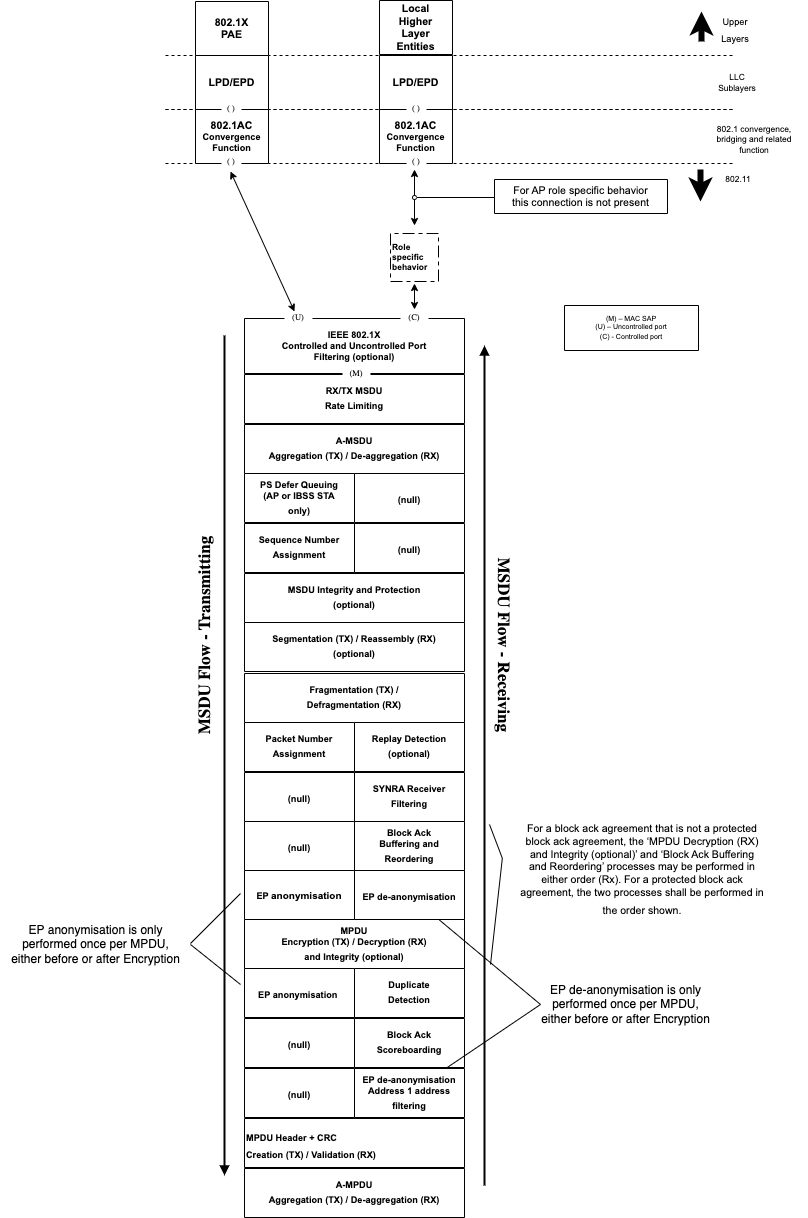 802.1X
PAE
Local
Higher
Layer
Entities
Upper
Layers
LPD/EPD
LPD/EPD
LLC
Sublayers
( )
( )
802.1AC
Convergence
Function
802.1AC
Convergence
Function
802.1 convergence,
bridging and related
function
( )
( )
802.11
For AP role specific behavior
this connection is not present
Role
specific
behavior
(U)
(C)
(M) – MAC SAP
(U) – Uncontrolled port
(C) - Controlled port
IEEE 802.1X
Controlled and Uncontrolled Port
Filtering (optional)
(M)
RX/TX MSDU
Rate Limiting
A-MSDU
Aggregation (TX) / De-aggregation (RX)
PS Defer Queuing
(AP or IBSS STA
only)
(null)
Sequence Number
Assignment
(null)
MSDU Flow - Transmitting
MSDU Flow - Receiving
MSDU Integrity and Protection
(optional)
Segmentation (TX) / Reassembly (RX)
(optional)
Fragmentation (TX) /
Defragmentation (RX)
Packet Number
Assignment
Replay Detection
(optional)
(null)
SYNRA Receiver
Filtering
(null)
Block Ack
Buffering and
Reordering
For a block ack agreement that is not a protected
block ack agreement, the ‘MPDU Decryption (RX)
and Integrity (optional)’ and ‘Block Ack Buffering
and Reordering’ processes may be performed in
either order (Rx). For a protected block ack
agreement, the two processes shall be performed in
the order shown.
EP anonymisation
EP de-anonymisation
EP anonymisation is only
performed once per MPDU,
either before or after Encryption
MPDU
Encryption (TX) / Decryption (RX)
and Integrity (optional)
EP anonymisation
Duplicate
Detection
EP de-anonymisation is only
performed once per MPDU,
either before or after Encryption
(null)
Block Ack
Scoreboarding
(null)
EP de-anonymisation
Address 1 address
filtering
MPDU Header + CRC
Creation (TX) / Validation (RX)
A-MPDU
Aggregation (TX) / De-aggregation (RX)